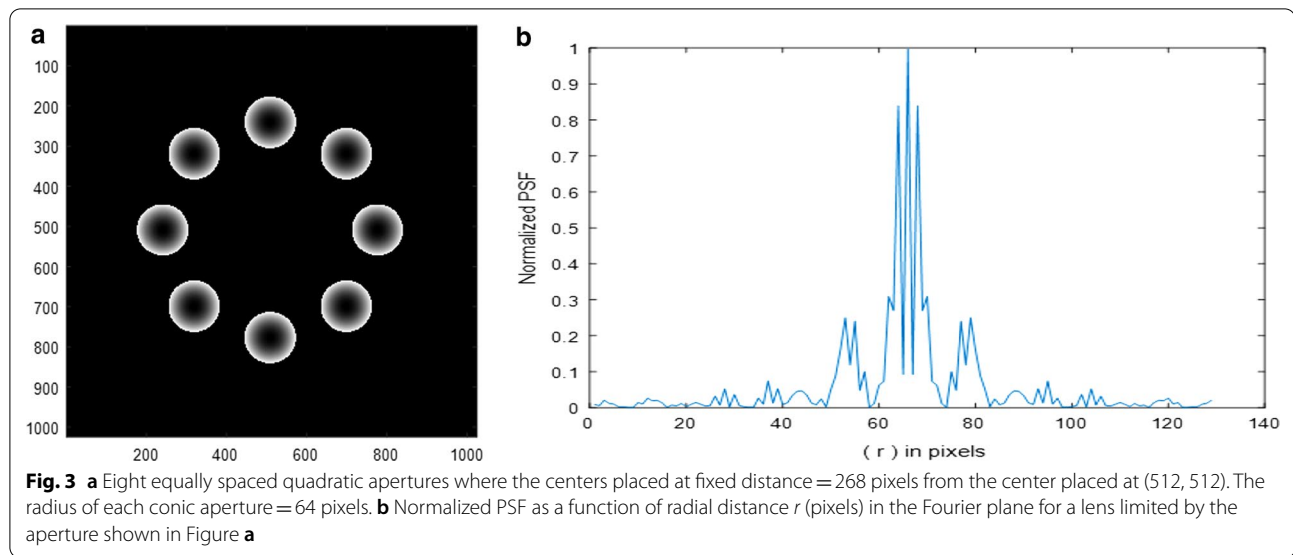 a
100
200
300
400
500
600
700
800
900
1000
200 400 600 800 1000
b
1
0.9
0.8
0.7
0.6
0.5
0.4
0.3
0.2
0.1
0
Normalized PSF
0 20 40 60 80 100 120 140
( r ) in pixels
Fig. 3 a Eight equally spaced quadratic apertures where the centers placed at fixed distance = 268 pixels from the center placed at (512, 512). The
radius of each conic aperture = 64 pixels. b Normalized PSF as a function of radial distance r (pixels) in the Fourier plane for a lens limited by the
aperture shown in Figure a